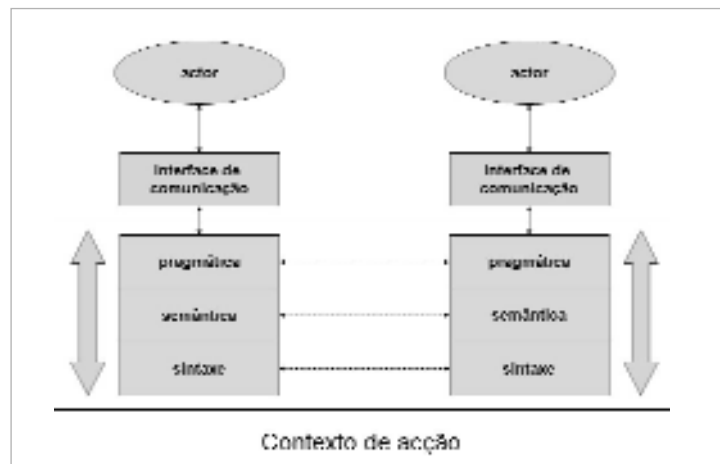 actor
actor
interface de
comunicação
interface de
comunicação
pragmática
pragmática
semântica
semântica
sintaxe
sintaxe
Contexto de acção